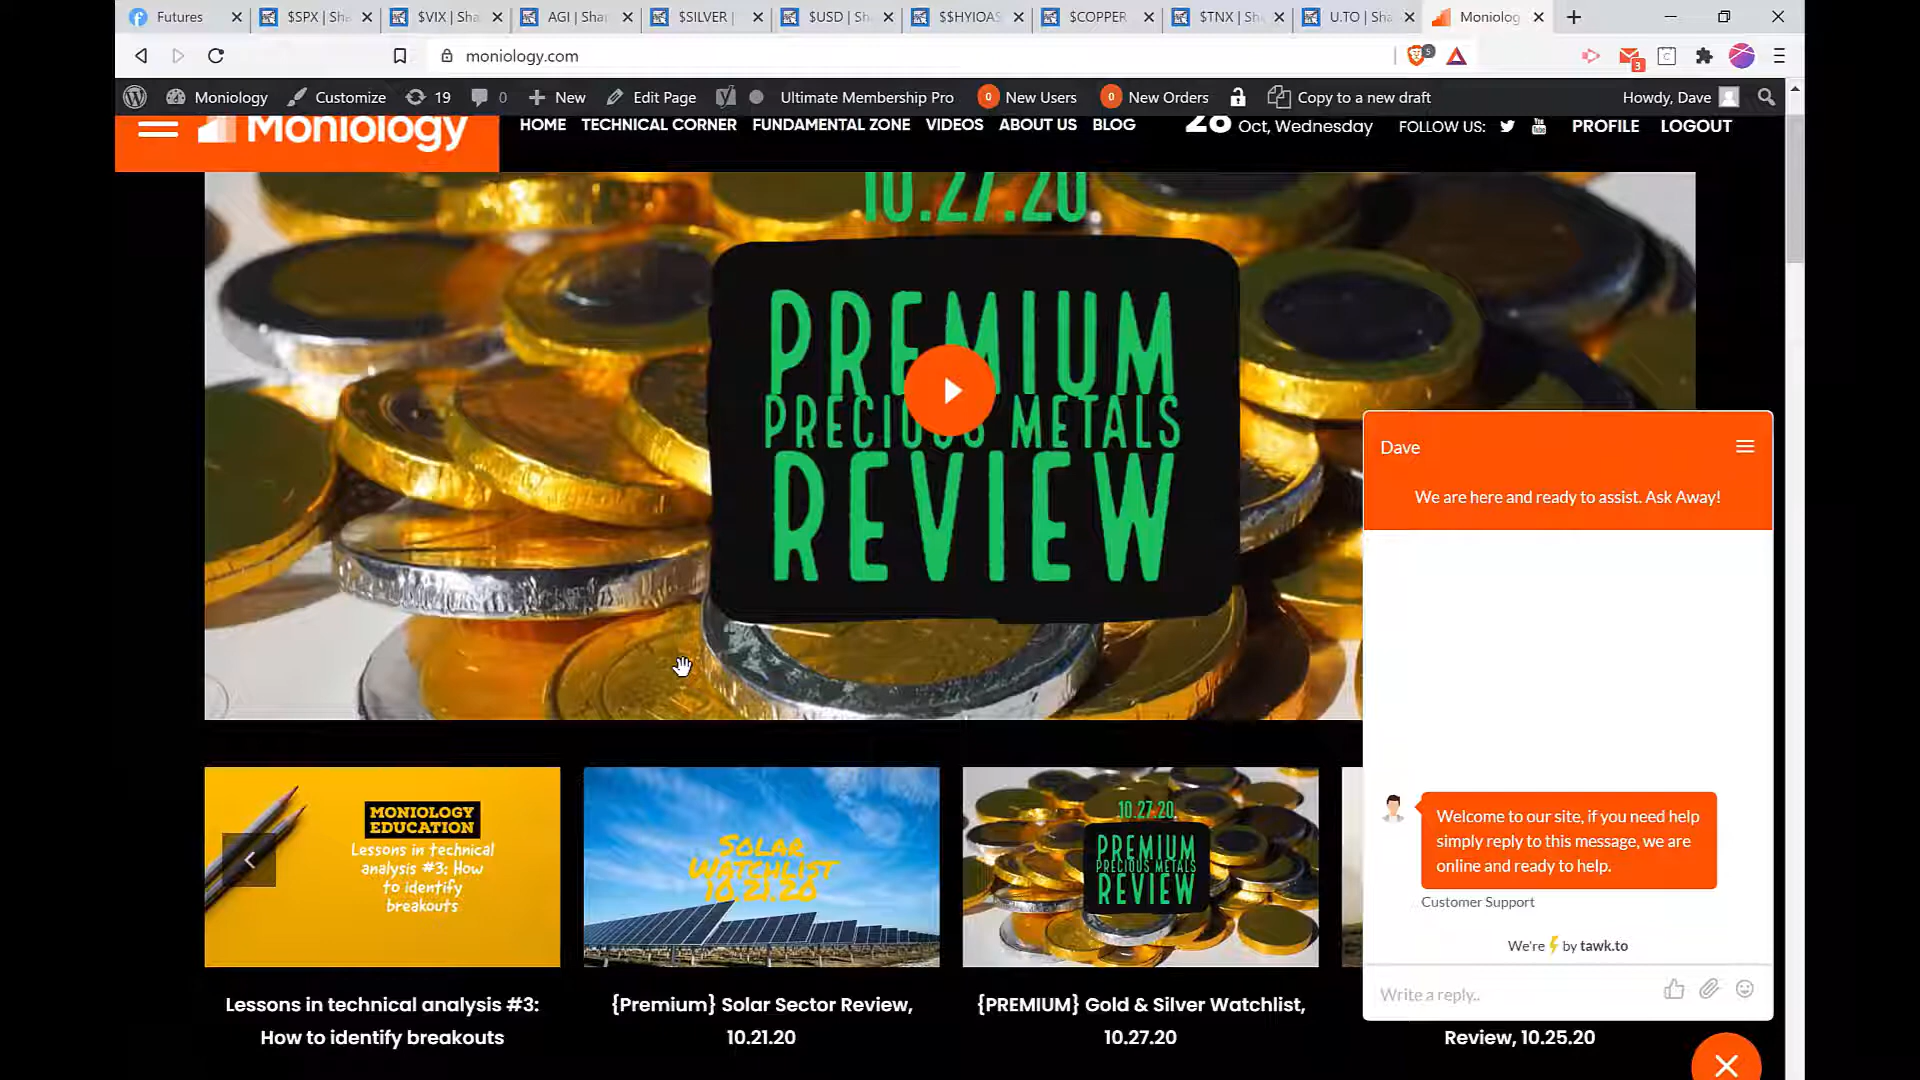 Futures
$SPX | Sha
$VIX | Sha
AGI | Shar
$SILVER |
$USD | Sha
$$HYIOAS
$COPPER
$TNX | Sh
U.TO | Sha
Moniolog
moniology.com
5
3
Moniology
Customize
19
0
New
Edit Page
Ultimate Membership Pro
0 New Users
0 New Orders
Copy to a new draft
Howdy, Dave
Moniology
HOME
TECHNICAL CORNER
FUNDAMENTAL ZONE
VIDEOS
ABOUT US
BLOG
28 Oct, Wednesday
FOLLOW US:
PROFILE
LOGOUT
10.27.20
PREMIUM
PRECIOUS METALS
REVIEW
Dave
We are here and ready to assist. Ask Away!
Welcome to our site, if you need help
simply reply to this message, we are
online and ready to help.
Customer Support
We're by tawk.to
Write a reply..
MONIOLOGY
EDUCATION
Lessons in technical
analysis #3: How
to identify
breakouts
SOLAR
WATCHLIST
10.21.20
10.27.20
PREMIUM
PRECIOUS METALS
REVIEW
Lessons in technical analysis #3:
How to identify breakouts
{Premium} Solar Sector Review,
10.21.20
{PREMIUM} Gold & Silver Watchlist,
10.27.20
Review, 10.25.20